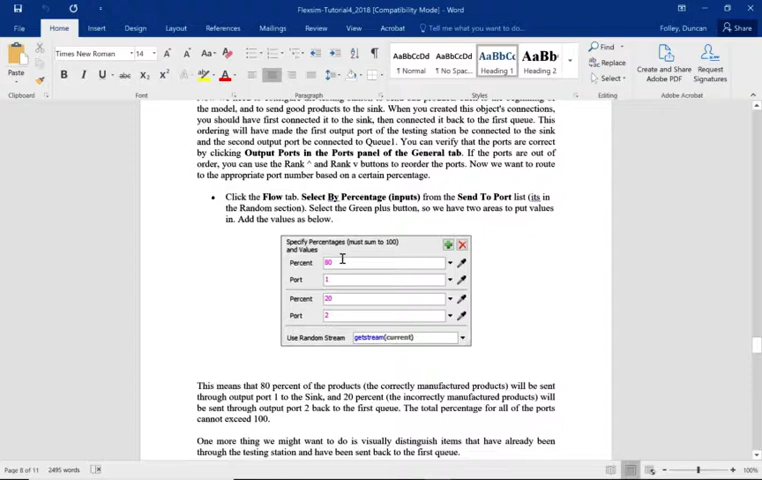 Flexsim-Tutorial4_2018 [Compatibility Mode] - Word
Folley, Duncan
File Home Insert Draw Design Layout References Mailings Review View Help Acrobat Tell me what you want to do Share
Times New Roman 14
Paste
Clipboard Font Paragraph Styles Editing Adobe Acrobat
AaBbCcDd AaBbCcDd AaBbCc AaBb
¶ Normal ¶ No Spac... Heading 1 Heading 2
Find
Replace
Select
Create and Share Adobe PDF
Request Signatures
the model, and to send good products to the sink. When you created this object's connections,
you should have first connected it to the sink, then connected it back to the first queue. This
ordering will have made the first output port of the testing station be connected to the sink
and the second output port be connected to Queue1. You can verify that the ports are correct
by clicking Output Ports in the Ports panel of the General tab. If the ports are out of
order, you can use the Rank ^ and Rank v buttons to reorder the ports. Now we want to route
to the appropriate port number based on a certain percentage.
• Click the Flow tab. Select By Percentage (inputs) from the Send To Port list (its in
the Random section). Select the Green plus button, so we have two areas to put values
in. Add the values as below.
Specify Percentages (must sum to 100)
and Values
Percent 80
Port 1
Percent 20
Port 2
Use Random Stream getstream(current)
This means that 80 percent of the products (the correctly manufactured products) will be sent
through output port 1 to the Sink, and 20 percent (the incorrectly manufactured products) will
be sent through output port 2 back to the first queue. The total percentage for all of the ports
cannot exceed 100.
One more thing we might want to do is visually distinguish items that have already been
through the testing station and have been sent back to the first queue.
Page 8 of 11 2495 words 100%